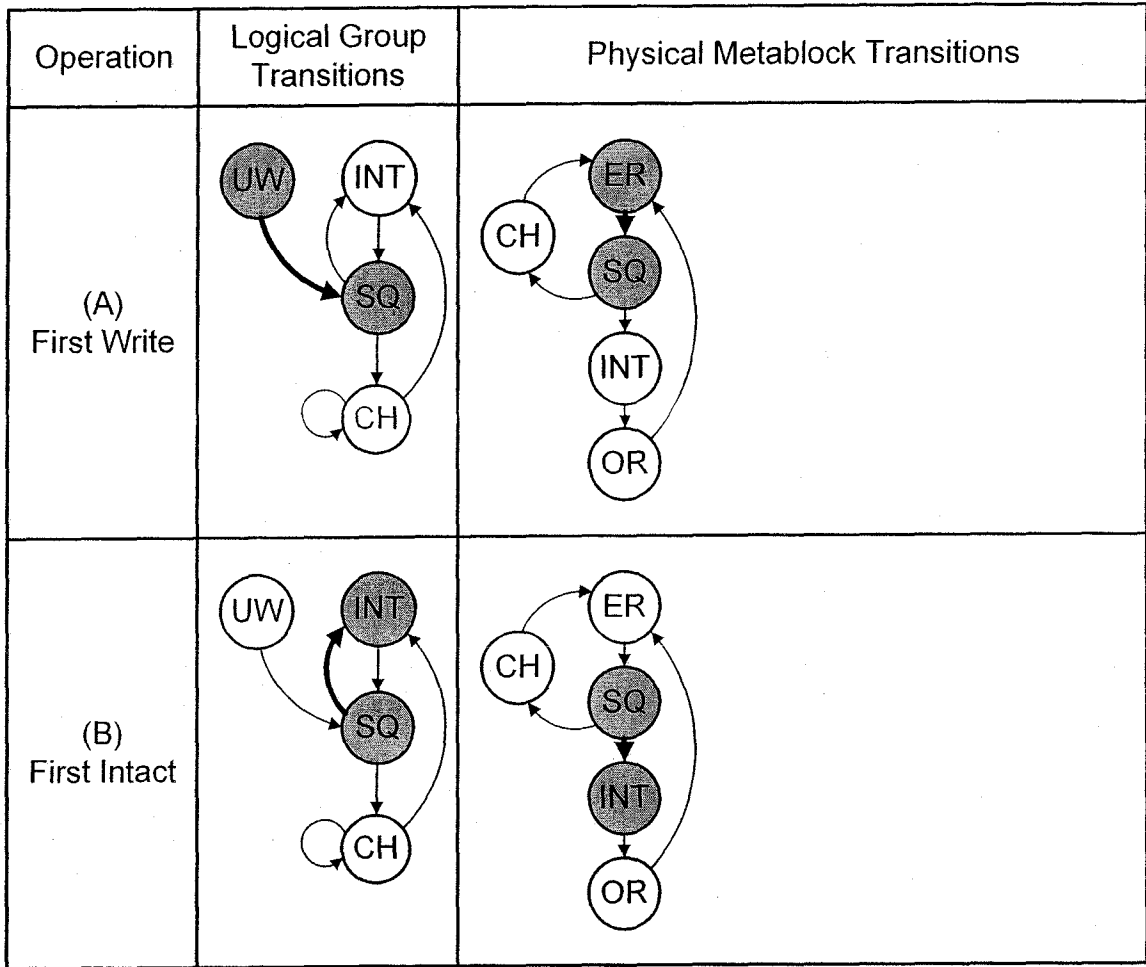 Operation
Logical Group
Transitions
Physical Metablock Transitions
(A)
First Write
UW
INT
SQ
CH
ER
CH
SQ
INT
OR
(B)
First Intact
UW
INT
SQ
CH
ER
CH
SQ
INT
OR